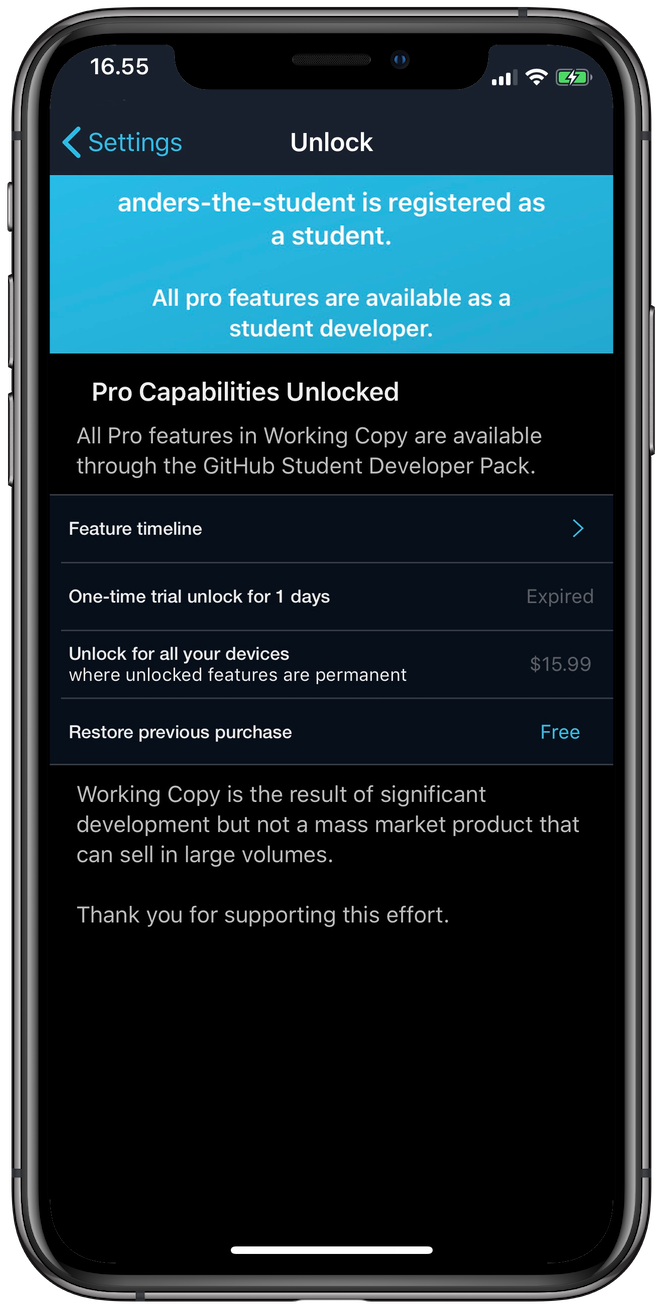 16.55
Settings
Unlock
anders-the-student is registered as
a student.
All pro features are available as a
student developer.
Pro Capabilities Unlocked
All Pro features in Working Copy are available
through the GitHub Student Developer Pack.
Feature timeline
One-time trial unlock for 1 days
Expired
Unlock for all your devices
where unlocked features are permanent
$15.99
Restore previous purchase
Free
Working Copy is the result of significant
development but not a mass market product that
can sell in large volumes.
Thank you for supporting this effort.